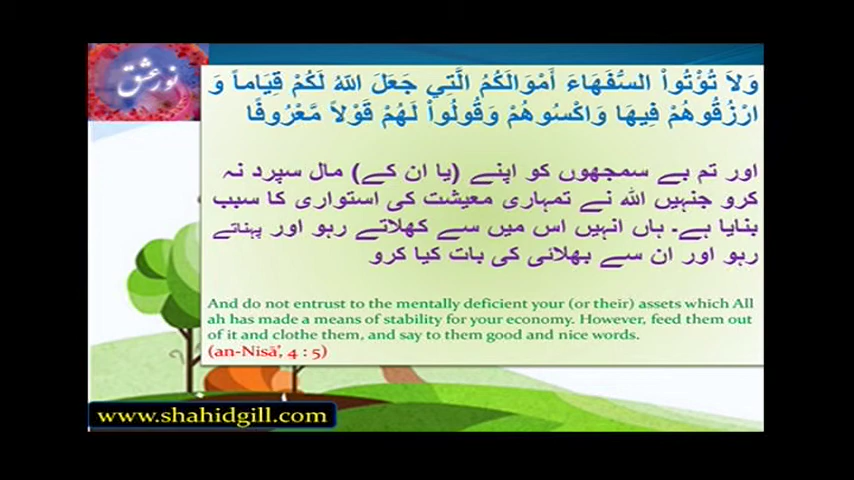 نور عشق
وَلاَ تُؤْتُواْ السُّفَهَاءَ أَمْوَالَكُمُ الَّتِي جَعَلَ اللّهُ لَكُمْ قِيَاماً وَ
ارْزُقُوهُمْ فِيهَا وَاكْسُوهُمْ وَقُولُواْ لَهُمْ قَوْلاً مَّعْرُوفًا
اور تم بے سمجھوں کو اپنے (یا ان کے) مال سپرد نہ
کرو جنہیں اللہ نے تمہاری معیشت کی استواری کا سبب
بنایا ہے۔ ہاں انہیں اس میں سے کھلاتے رہو اور پہناتے
رہو اور ان سے بھلائی کی بات کیا کرو
And do not entrust to the mentally deficient your (or their) assets which All
ah has made a means of stability for your economy. However, feed them out
of it and clothe them, and say to them good and nice words.
(an-Nisā’, 4 : 5)
www.shahidgill.com